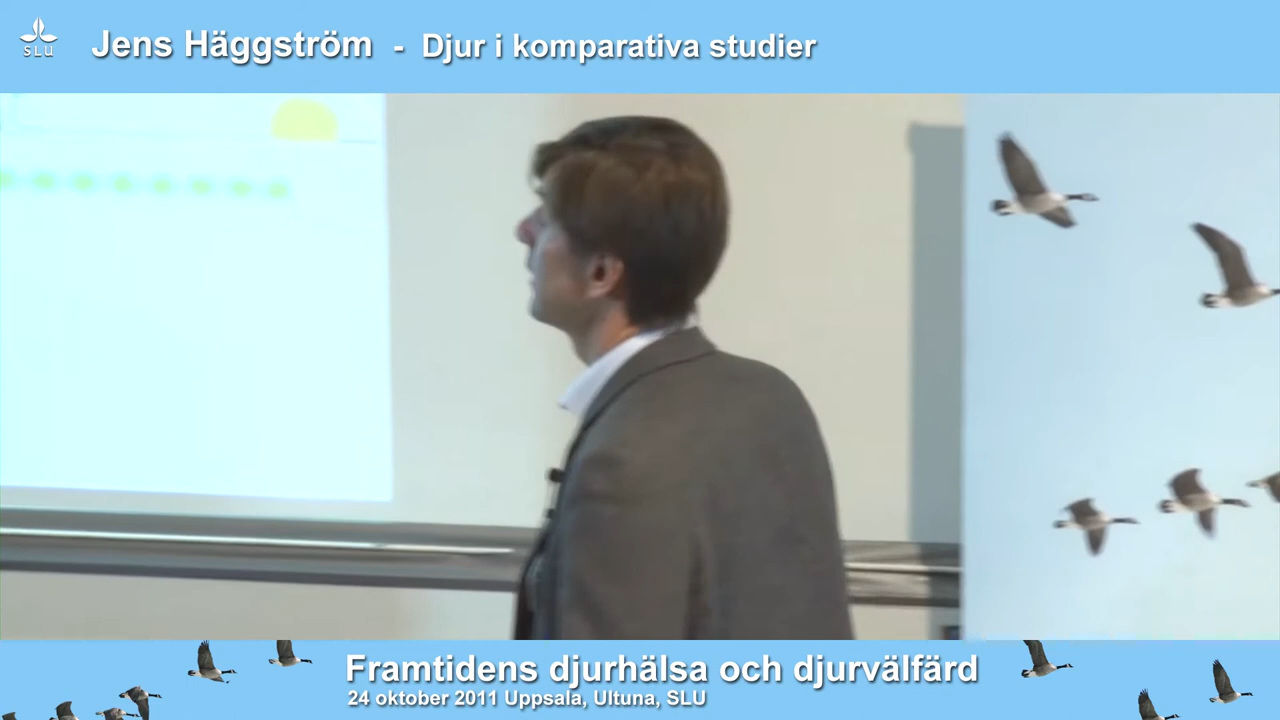 SLU
Jens Häggström - Djur i komparativa studier
Framtidens djurhälsa och djurvälfärd
24 oktober 2011 Uppsala, Ultuna, SLU